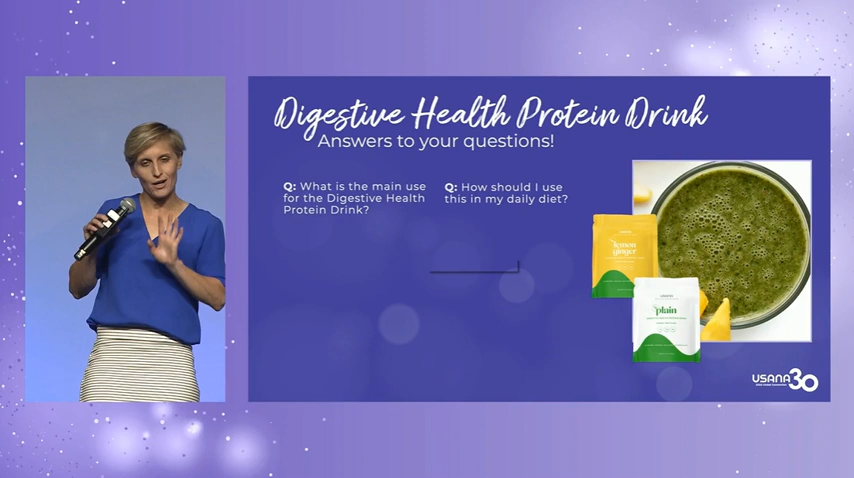 Digestive Health Protein Drink
Answers to your questions!
Q: What is the main use
for the Digestive Health
Protein Drink?
Q: How should I use
this in my daily diet?
lemon
ginger
plain
USANA 30